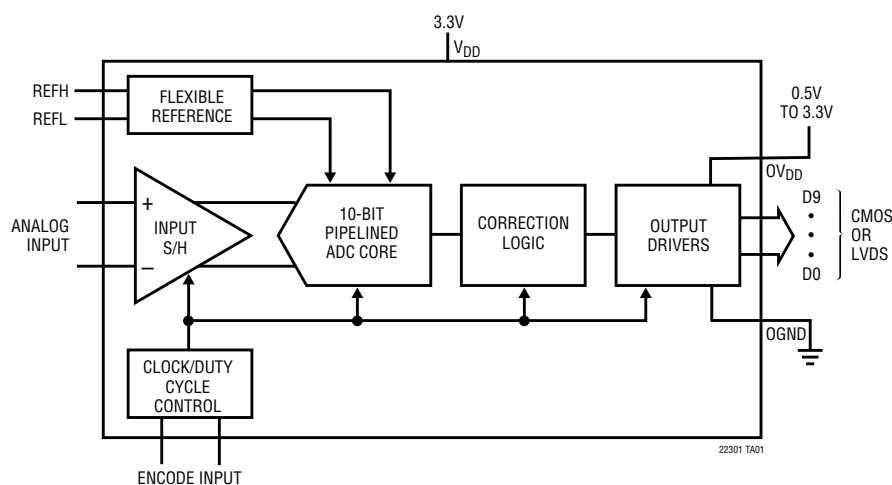 3.3V
VDD
REFH
REFL
FLEXIBLE
REFERENCE
0.5V
TO 3.3V
OVDD
ANALOG
INPUT
+
–
INPUT
S/H
10-BIT
PIPELINED
ADC CORE
CORRECTION
LOGIC
OUTPUT
DRIVERS
D9
•
•
•
D0
CMOS
OR
LVDS
OGND
CLOCK/DUTY
CYCLE
CONTROL
ENCODE INPUT
22301 TA01